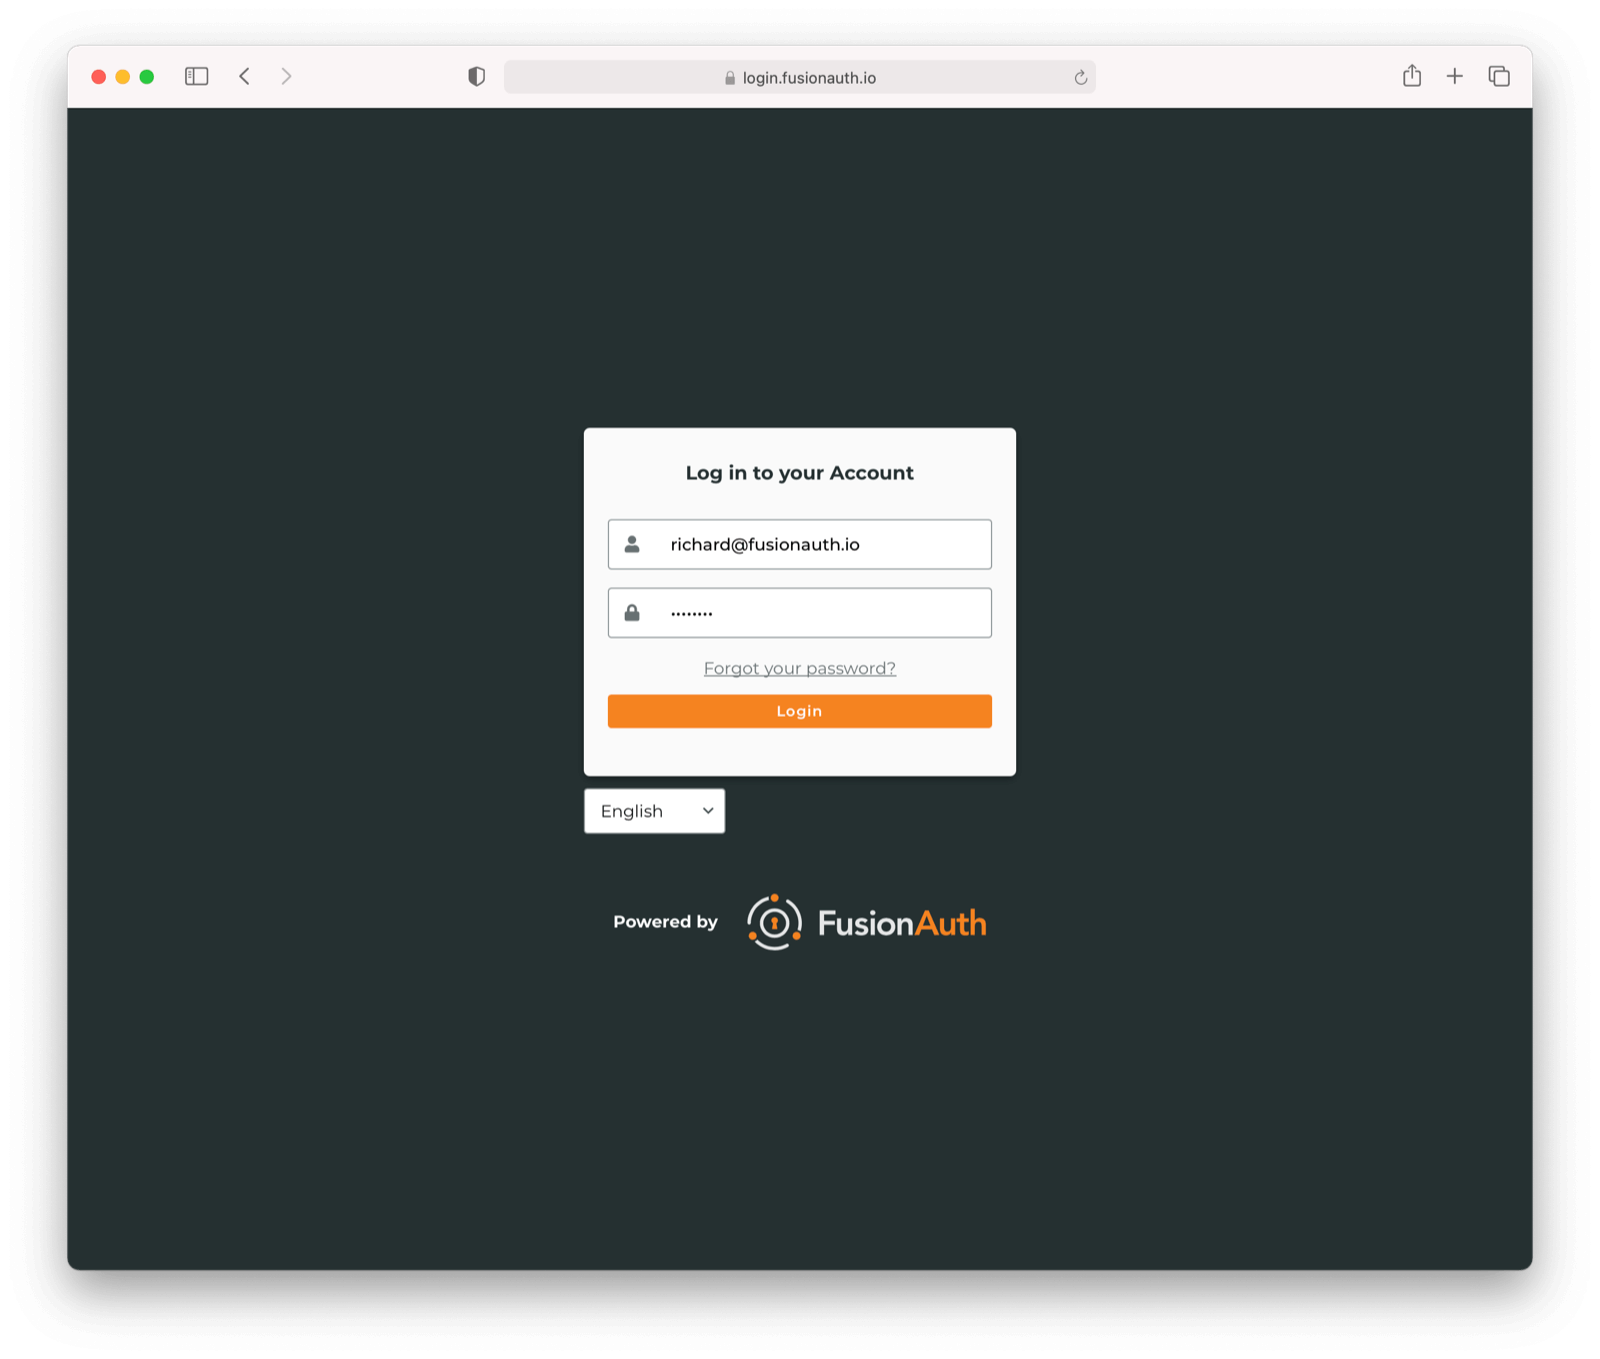 login.fusionauth.io
Log in to your Account
richard@fusionauth.io
••••••••
Forgot your password?
Login
English
Powered by FusionAuth